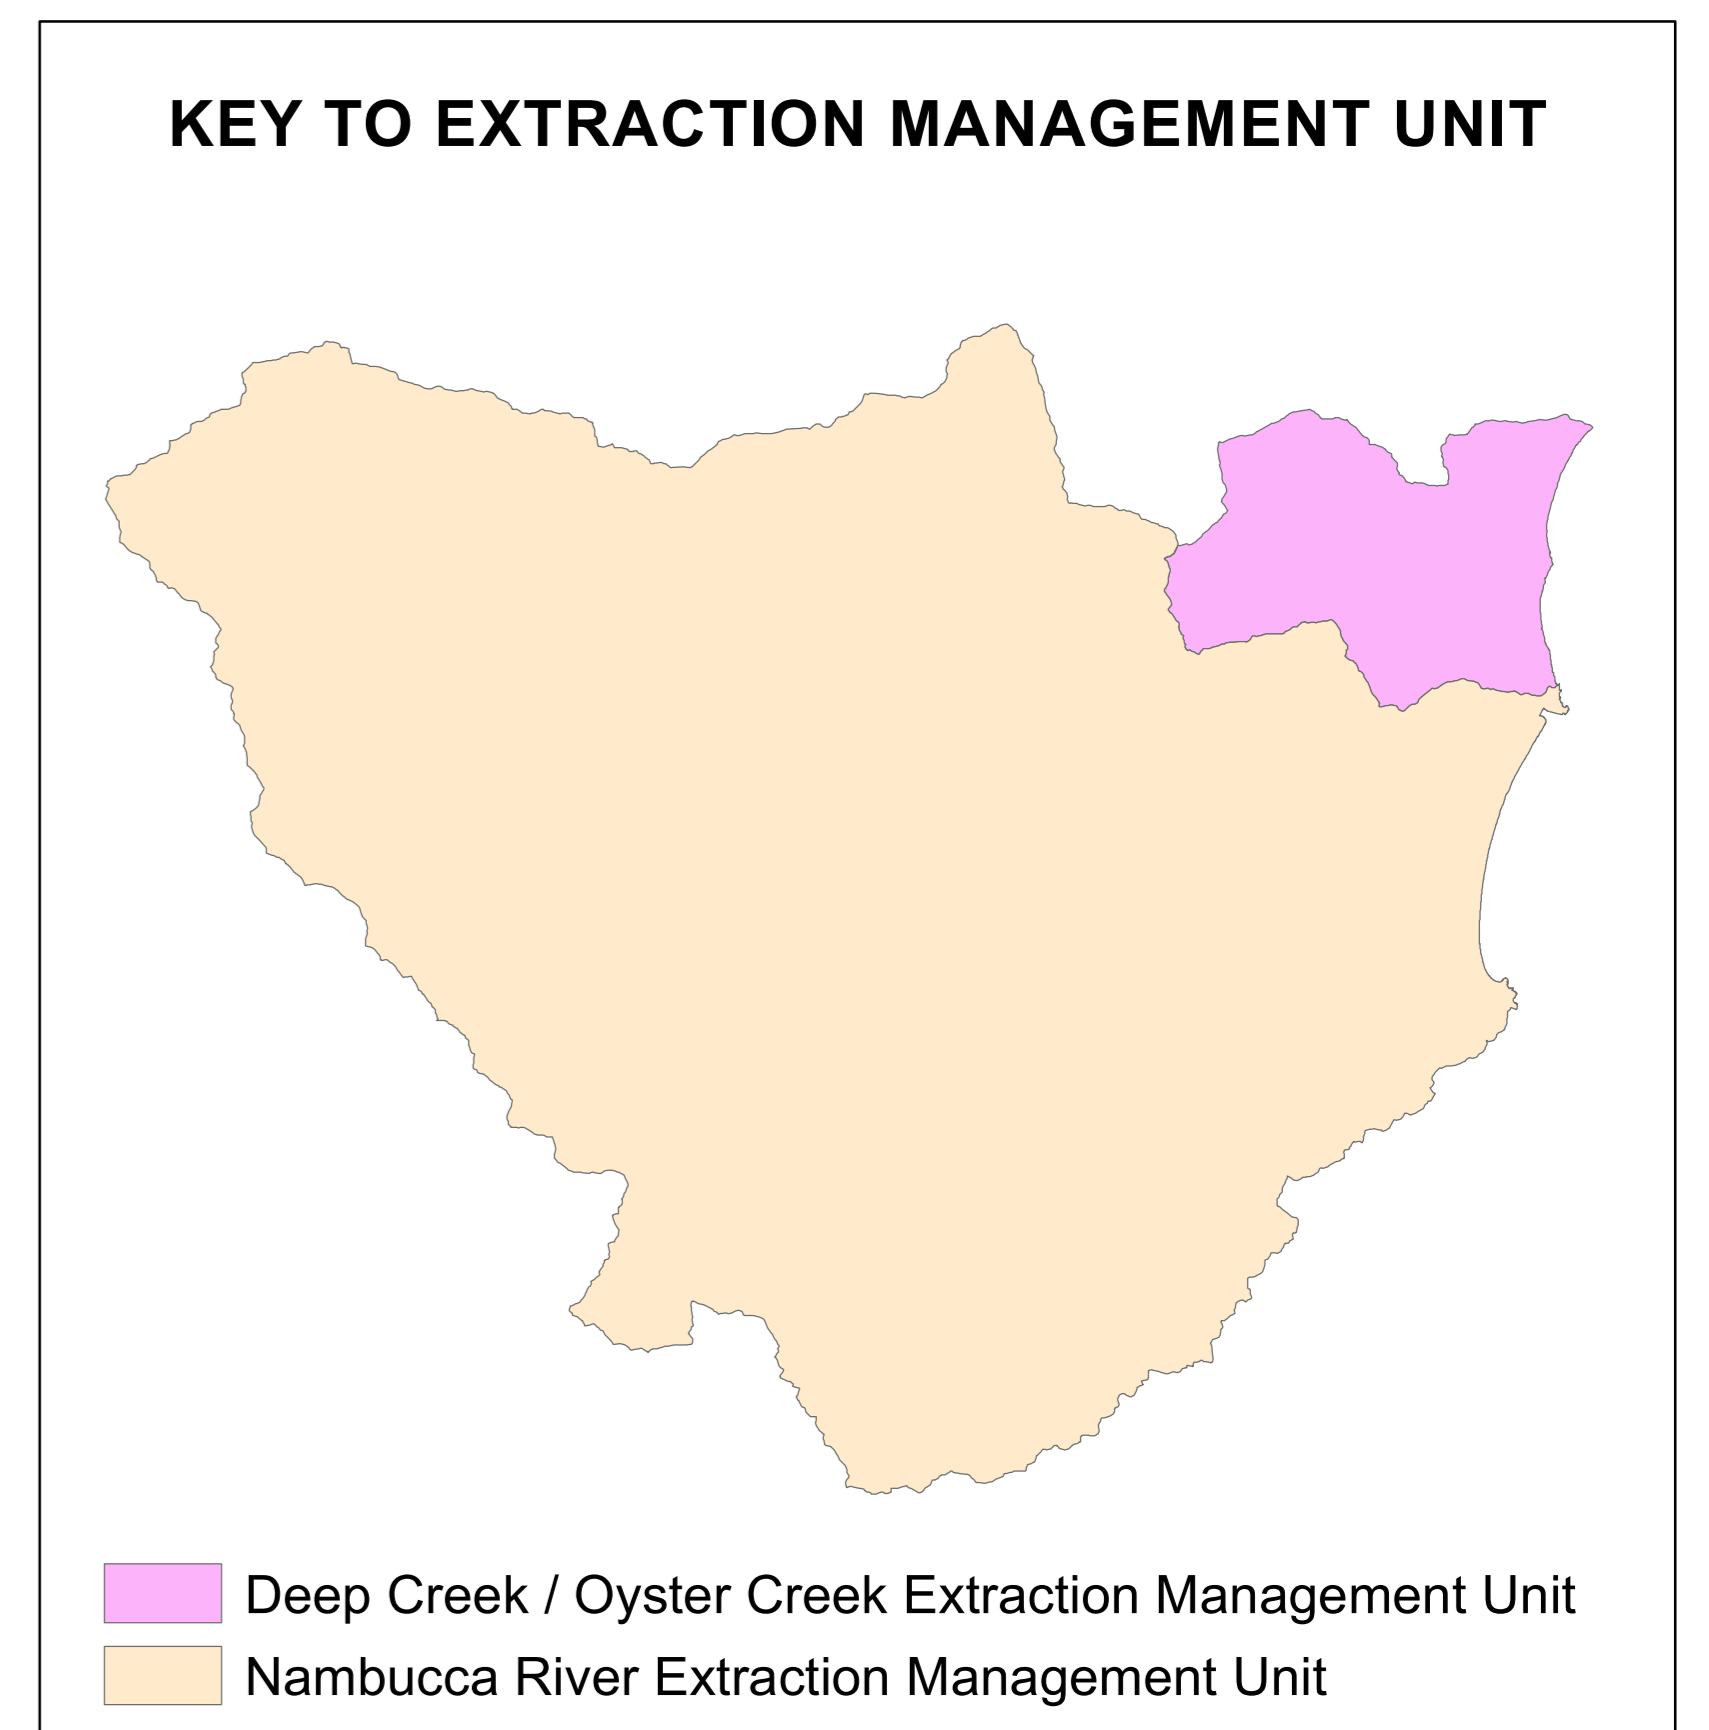 KEY TO EXTRACTION MANAGEMENT UNIT
Deep Creek / Oyster Creek Extraction Management Unit
Nambucca River Extraction Management Unit